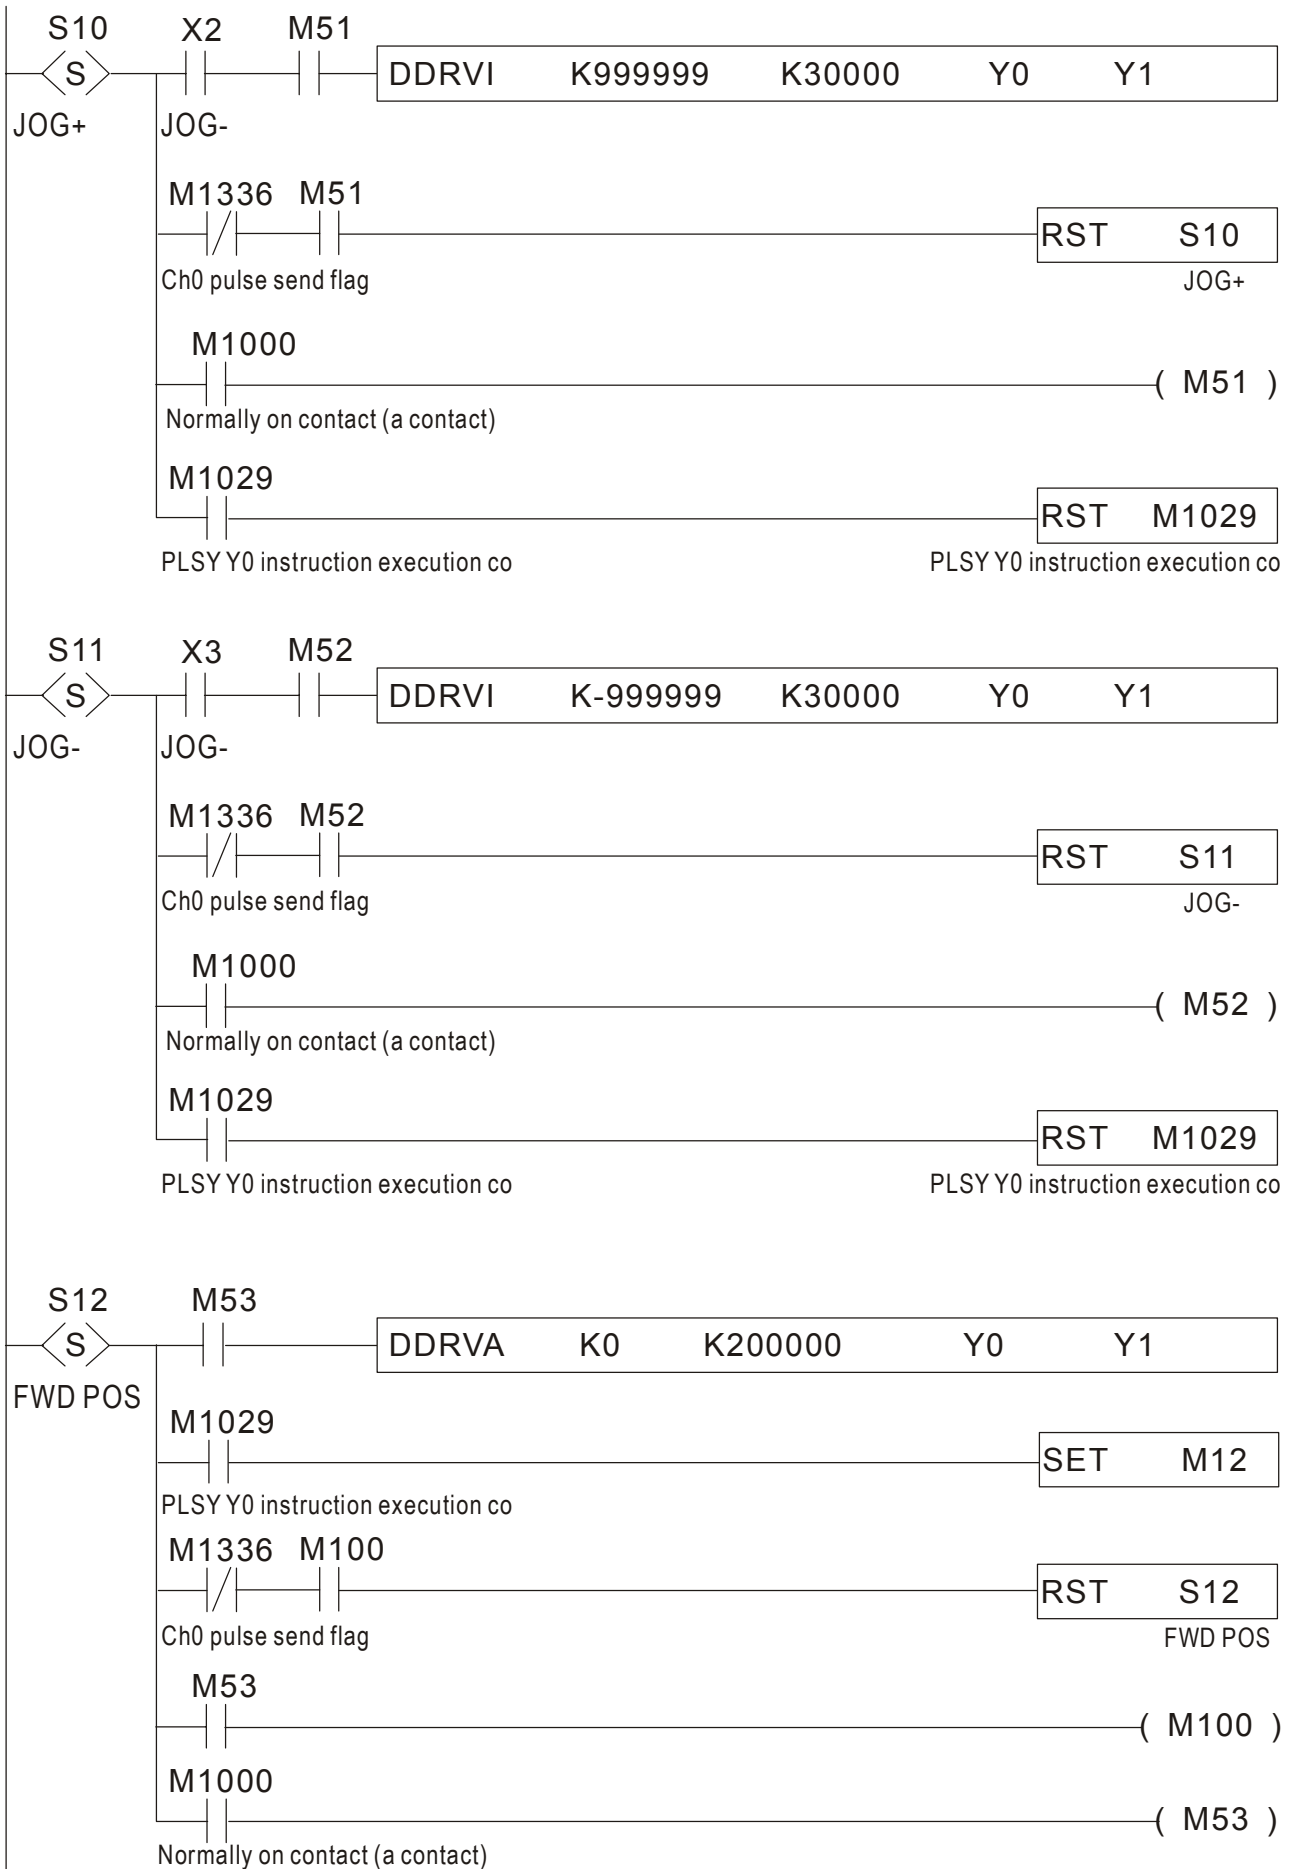 S10 X2 M51
S DDRVI K999999 K30000 Y0 Y1
JOG+ JOG-
M1336 M51
RST S10
Ch0 pulse send flag JOG+
M1000
( M51 )
Normally on contact (a contact)
M1029
RST M1029
PLSY Y0 instruction execution co PLSY Y0 instruction execution co
S11 X3 M52
S DDRVI K-999999 K30000 Y0 Y1
JOG- JOG-
M1336 M52
RST S11
Ch0 pulse send flag JOG-
M1000
( M52 )
Normally on contact (a contact)
M1029
RST M1029
PLSY Y0 instruction execution co PLSY Y0 instruction execution co
S12 M53
S DDRVA K0 K200000 Y0 Y1
FWD POS
M1029
SET M12
PLSY Y0 instruction execution co
M1336 M100
RST S12
Ch0 pulse send flag FWD POS
M53
( M100 )
M1000
( M53 )
Normally on contact (a contact)